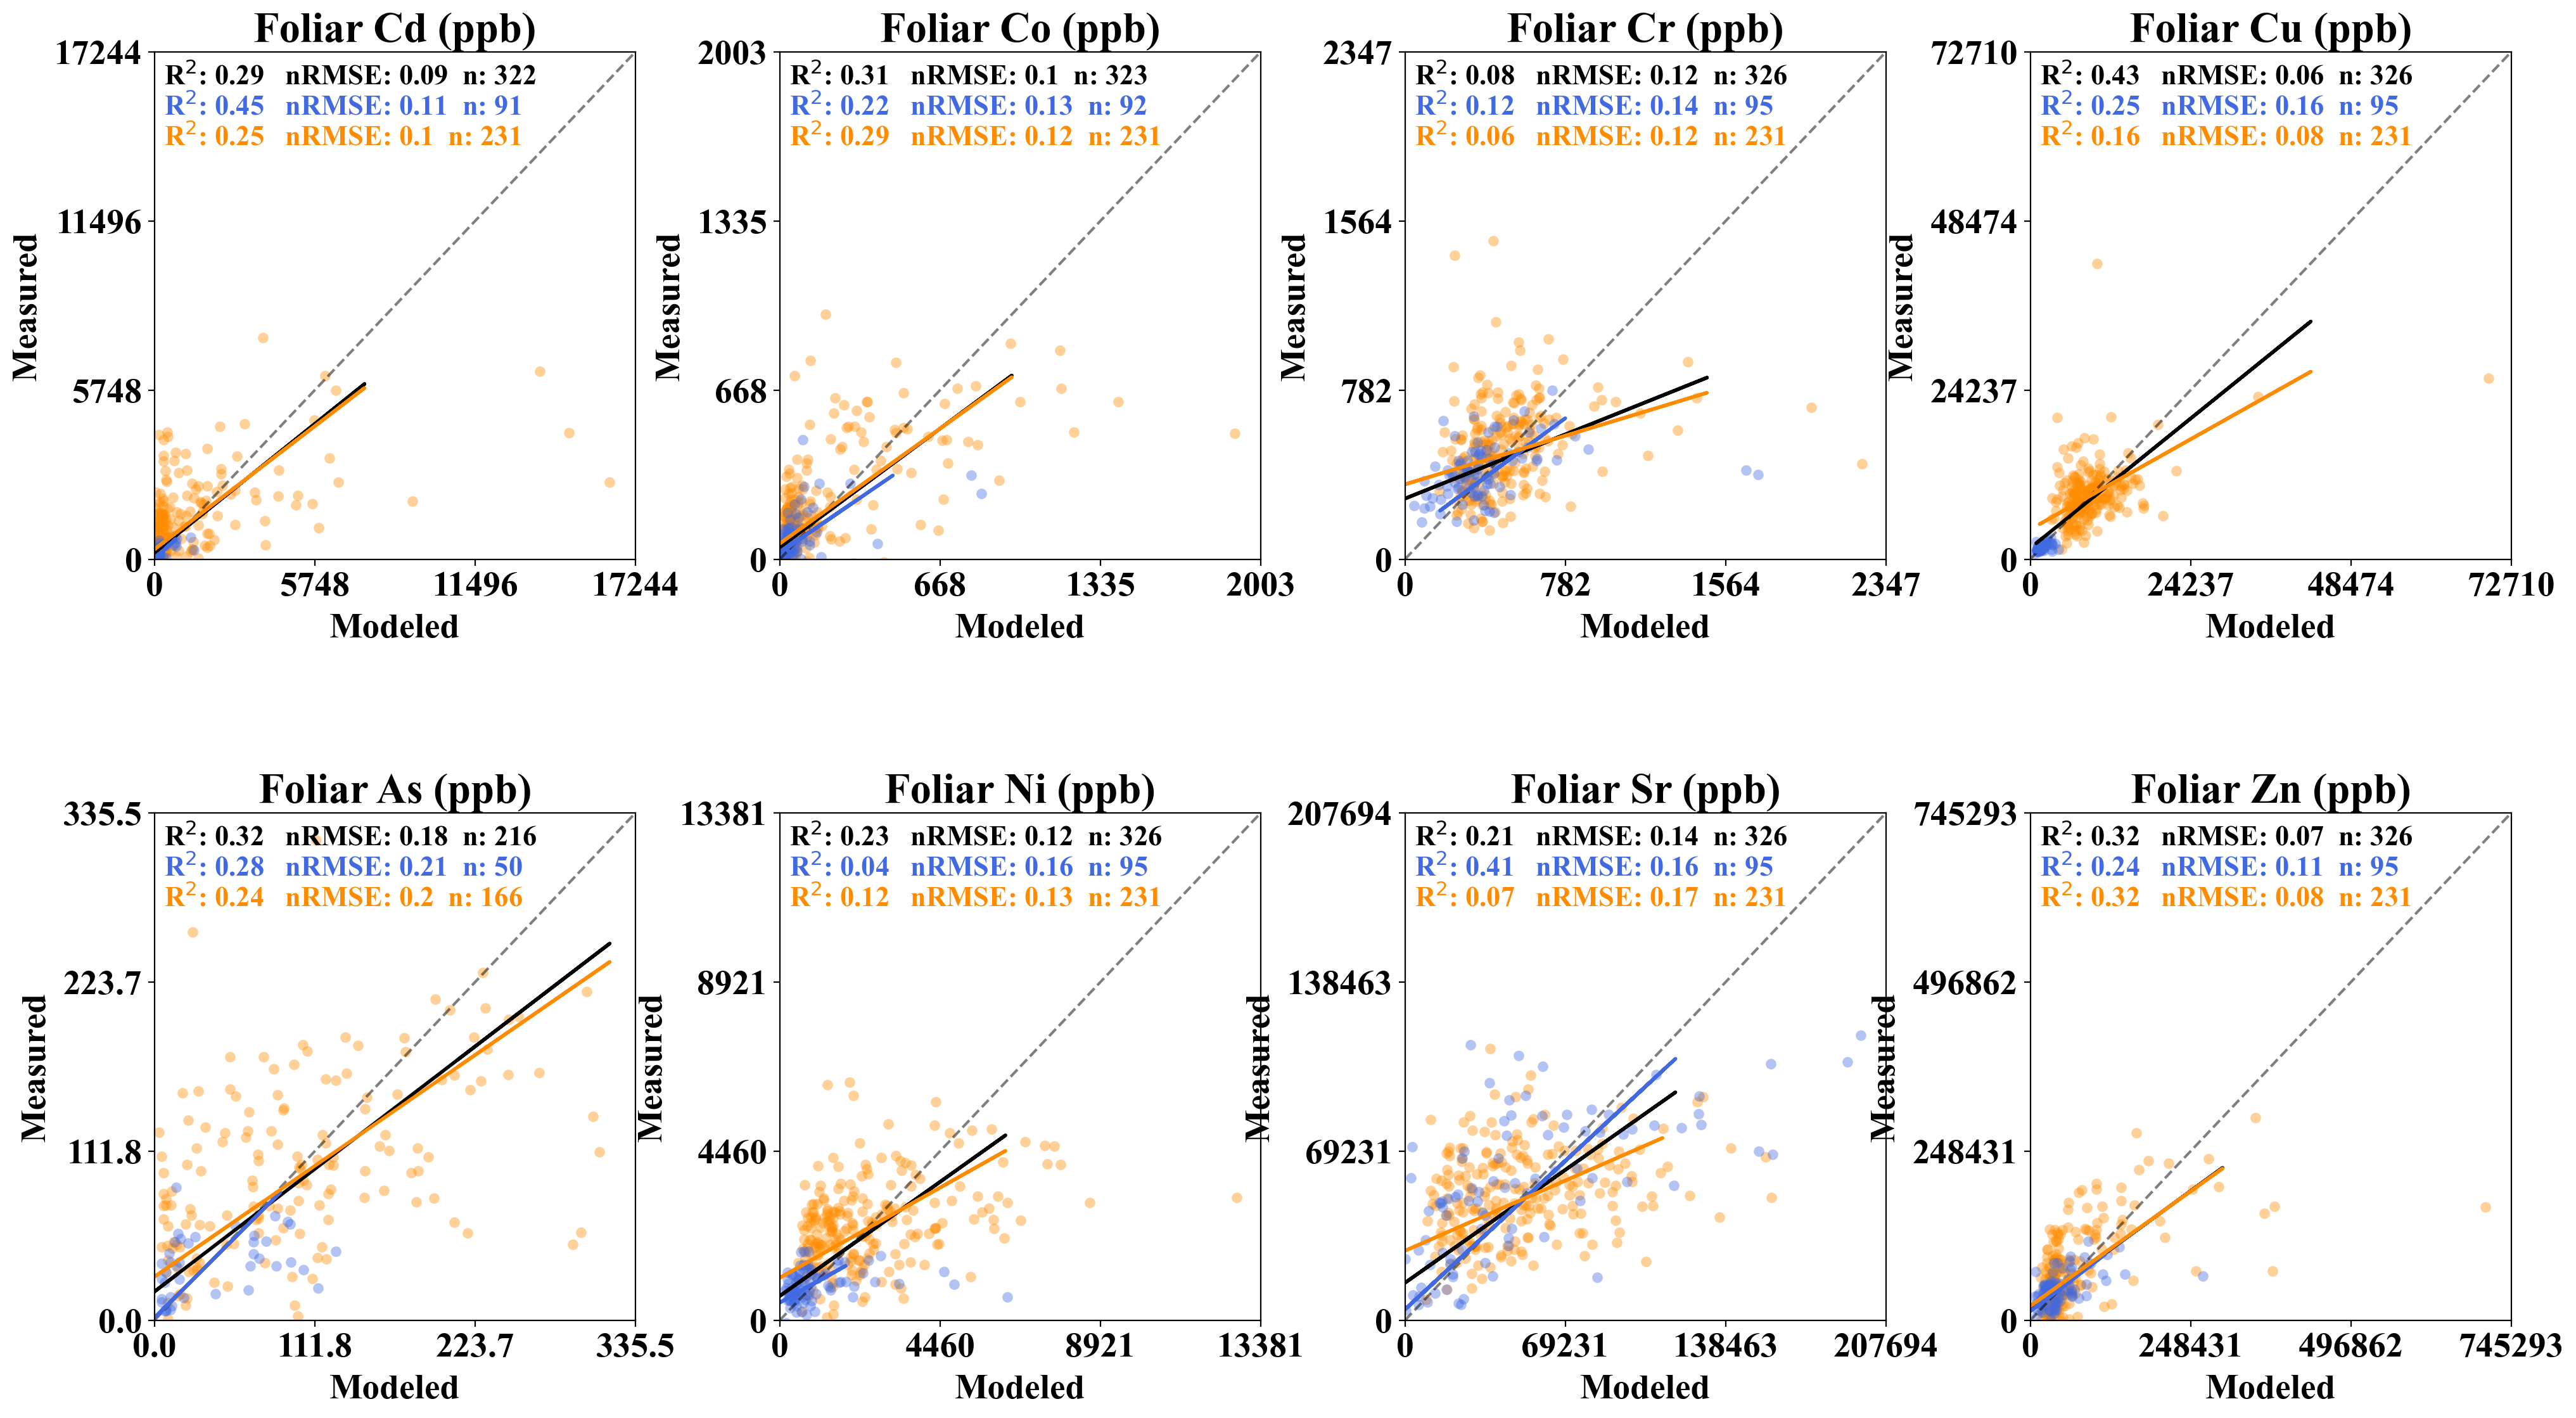 Foliar Cd (ppb)
17244
11496
5748
0
R²: 0.29 nRMSE: 0.09 n: 322
R²: 0.45 nRMSE: 0.11 n: 91
R²: 0.25 nRMSE: 0.1 n: 231
Measured
0 5748 11496 17244
Modeled
Foliar Co (ppb)
2003
1335
668
0
R²: 0.31 nRMSE: 0.1 n: 323
R²: 0.22 nRMSE: 0.13 n: 92
R²: 0.29 nRMSE: 0.12 n: 231
Measured
0 668 1335 2003
Modeled
Foliar Cr (ppb)
2347
1564
782
0
R²: 0.08 nRMSE: 0.12 n: 326
R²: 0.12 nRMSE: 0.14 n: 95
R²: 0.06 nRMSE: 0.12 n: 231
Measured
0 782 1564 2347
Modeled
Foliar Cu (ppb)
72710
48474
24237
0
R²: 0.43 nRMSE: 0.06 n: 326
R²: 0.25 nRMSE: 0.16 n: 95
R²: 0.16 nRMSE: 0.08 n: 231
Measured
0 24237 48474 72710
Modeled
Foliar As (ppb)
335.5
223.7
111.8
0.0
R²: 0.32 nRMSE: 0.18 n: 216
R²: 0.28 nRMSE: 0.21 n: 50
R²: 0.24 nRMSE: 0.2 n: 166
Measured
0.0 111.8 223.7 335.5
Modeled
Foliar Ni (ppb)
13381
8921
4460
0
R²: 0.23 nRMSE: 0.12 n: 326
R²: 0.04 nRMSE: 0.16 n: 95
R²: 0.12 nRMSE: 0.13 n: 231
Measured
0 4460 8921 13381
Modeled
Foliar Sr (ppb)
207694
138463
69231
0
R²: 0.21 nRMSE: 0.14 n: 326
R²: 0.41 nRMSE: 0.16 n: 95
R²: 0.07 nRMSE: 0.17 n: 231
Measured
0 69231 138463 207694
Modeled
Foliar Zn (ppb)
745293
496862
248431
0
R²: 0.32 nRMSE: 0.07 n: 326
R²: 0.24 nRMSE: 0.11 n: 95
R²: 0.32 nRMSE: 0.08 n: 231
Measured
0 248431 496862 745293
Modeled